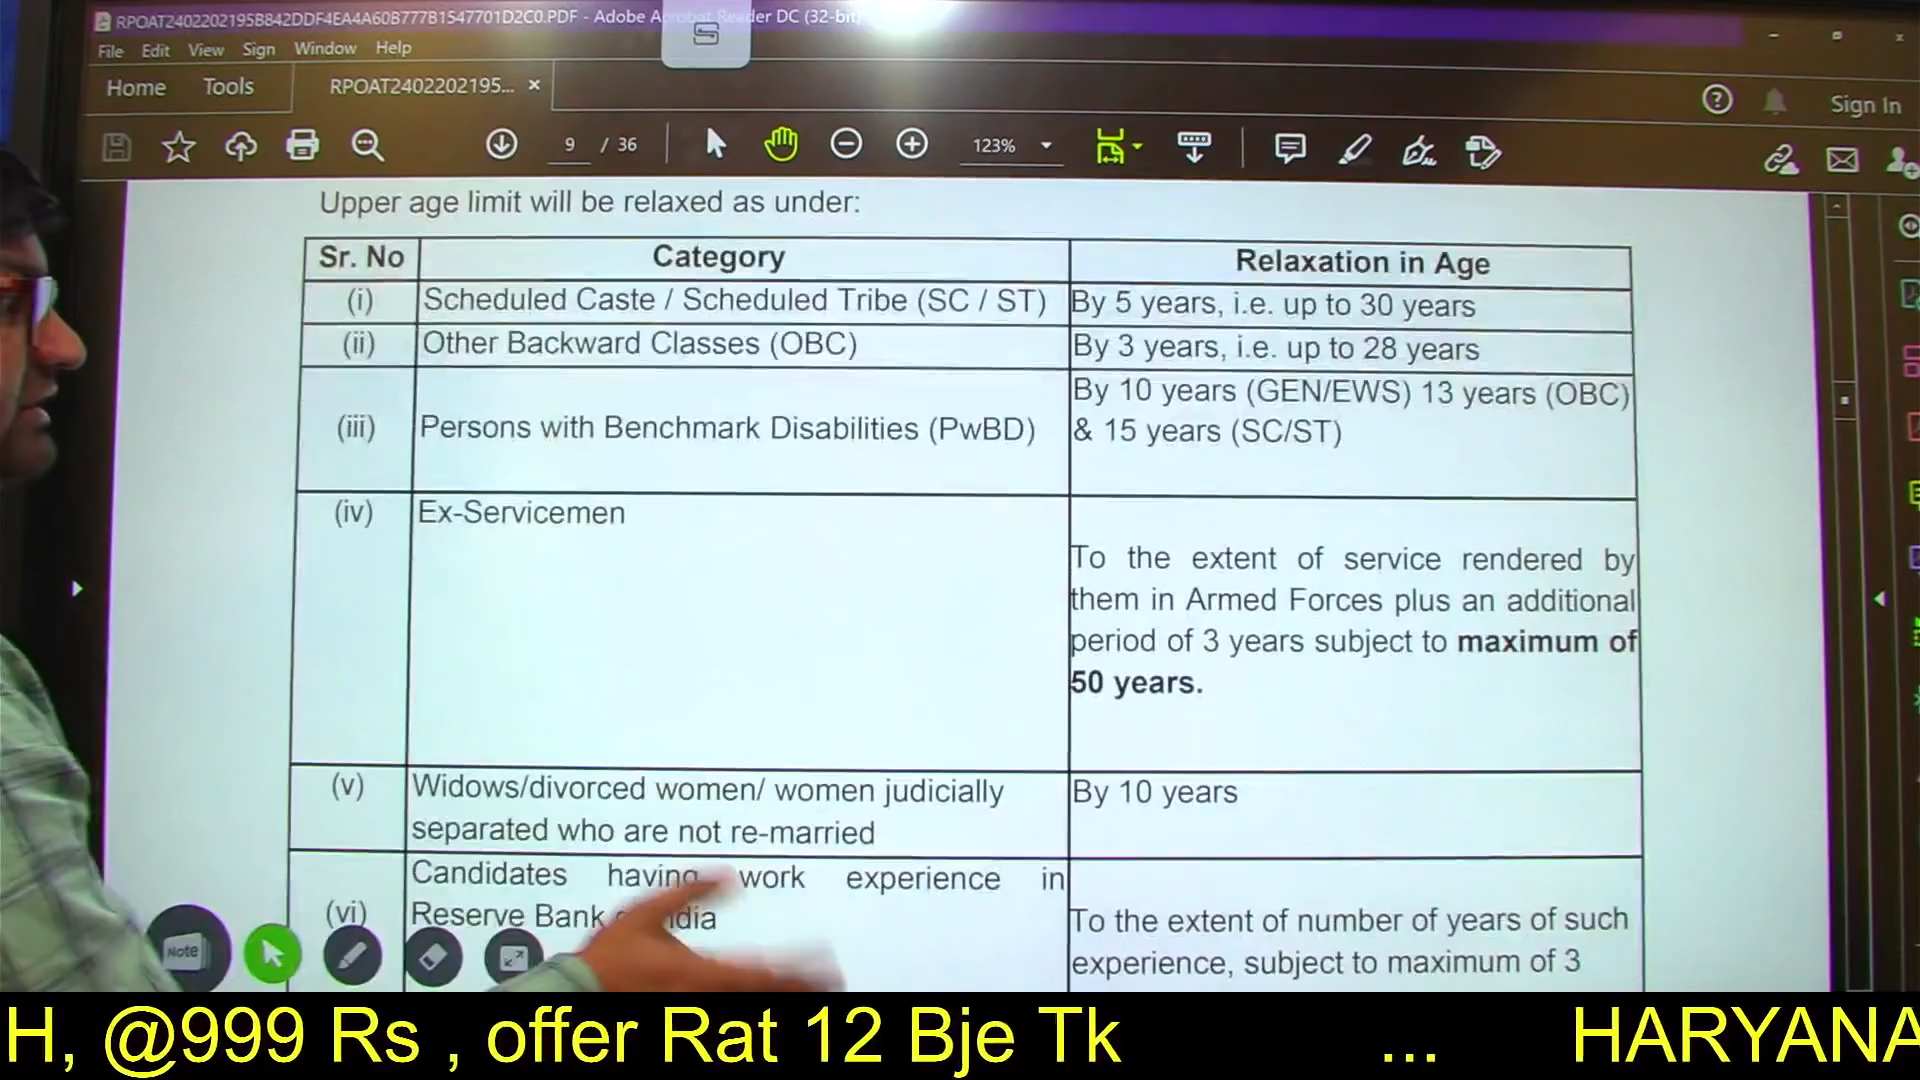 RPOAT2402202195B842DDF4EA4A60B777B1547701D2C0.PDF - Adobe Acrobat Reader DC (32-bit)
File Edit View Sign Window Help
Home Tools RPOAT2402202195... ×
Sign In
9 / 36
123%
Upper age limit will be relaxed as under:
Sr. No Category Relaxation in Age
(i) Scheduled Caste / Scheduled Tribe (SC / ST) By 5 years, i.e. up to 30 years
(ii) Other Backward Classes (OBC) By 3 years, i.e. up to 28 years
(iii) Persons with Benchmark Disabilities (PwBD) By 10 years (GEN/EWS) 13 years (OBC)
& 15 years (SC/ST)
(iv) Ex-Servicemen
To the extent of service rendered by
them in Armed Forces plus an additional
period of 3 years subject to maximum of
50 years.
(v) Widows/divorced women/ women judicially
separated who are not re-married
By 10 years
(vi) Candidates having work experience in
Reserve Bank
To the extent of number of years of such
experience, subject to maximum of 3
Note
H, @999 Rs , offer Rat 12 Bje Tk ... HARYANA